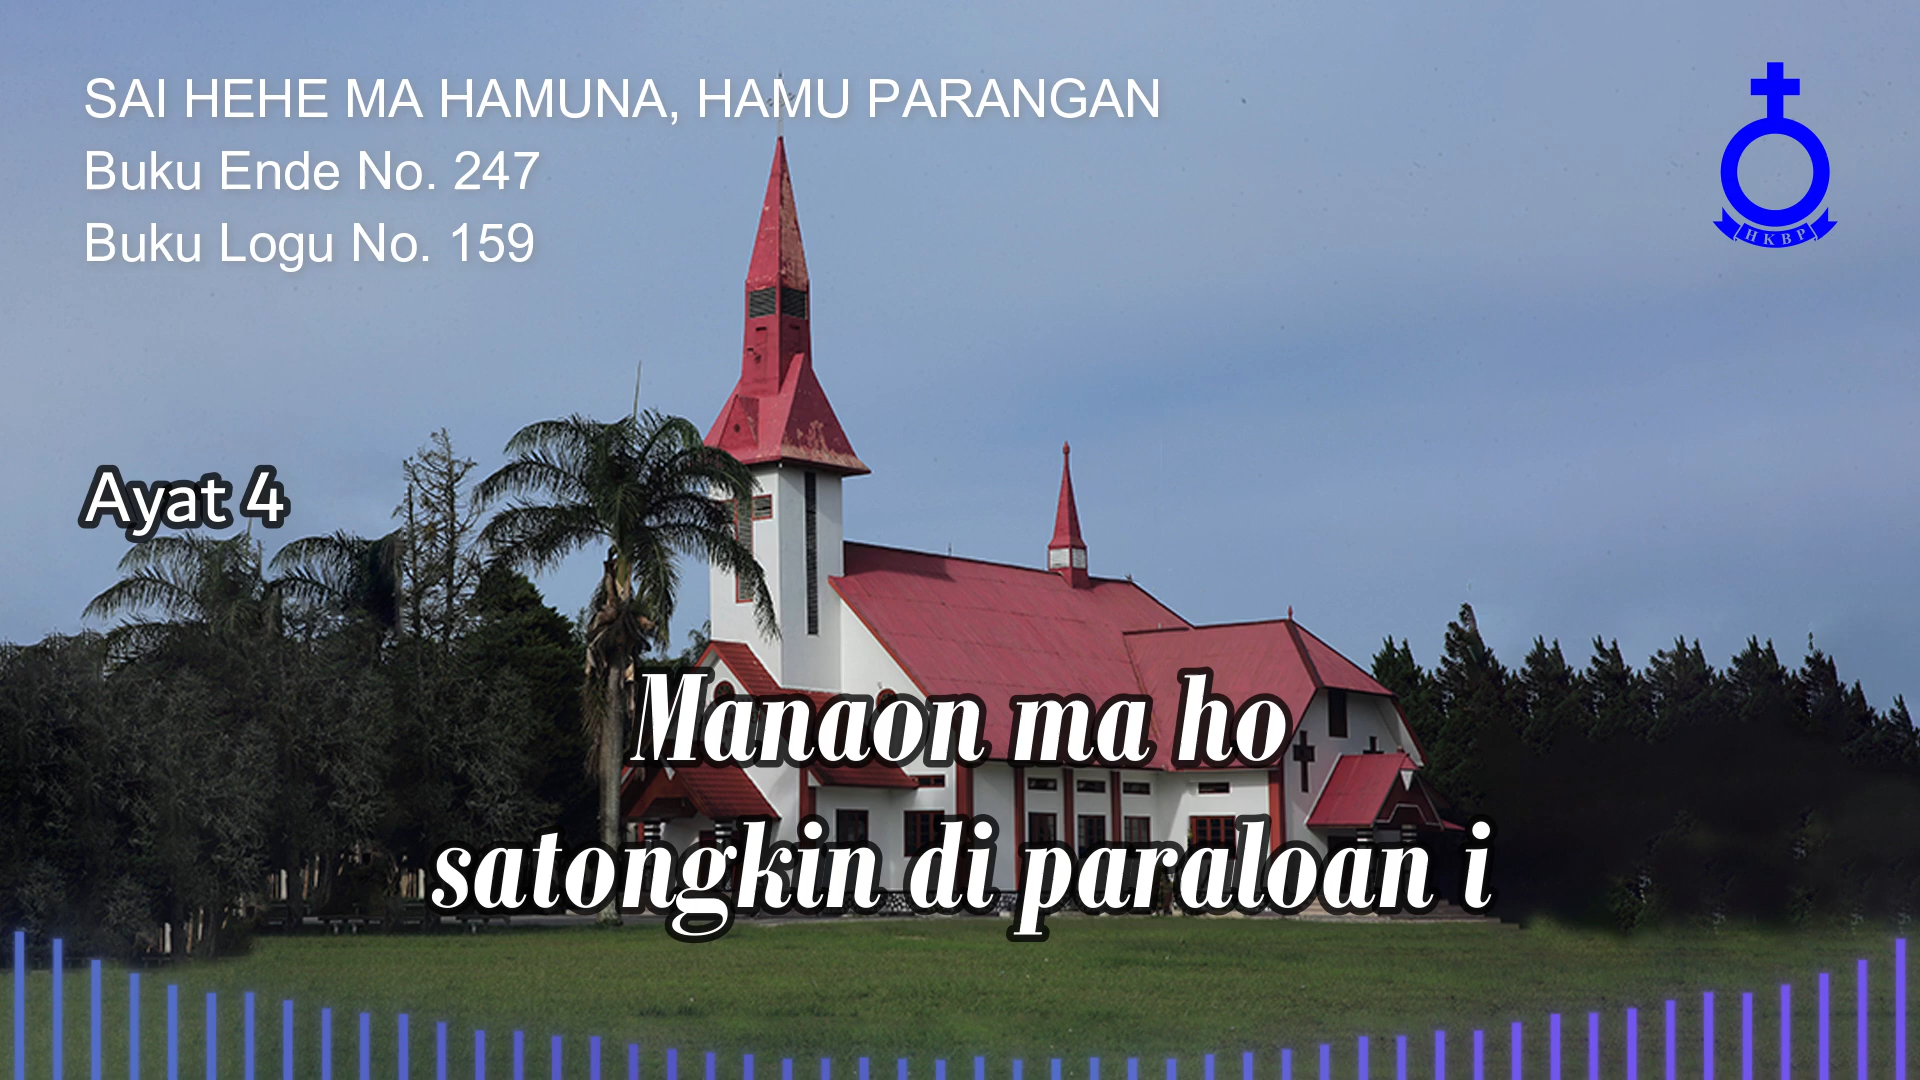 SAI HEHE MA HAMUNA, HAMU PARANGAN
Buku Ende No. 247
Buku Logu No. 159
HKBP
Ayat 4
Manaon ma ho
satongkin di paraloan i